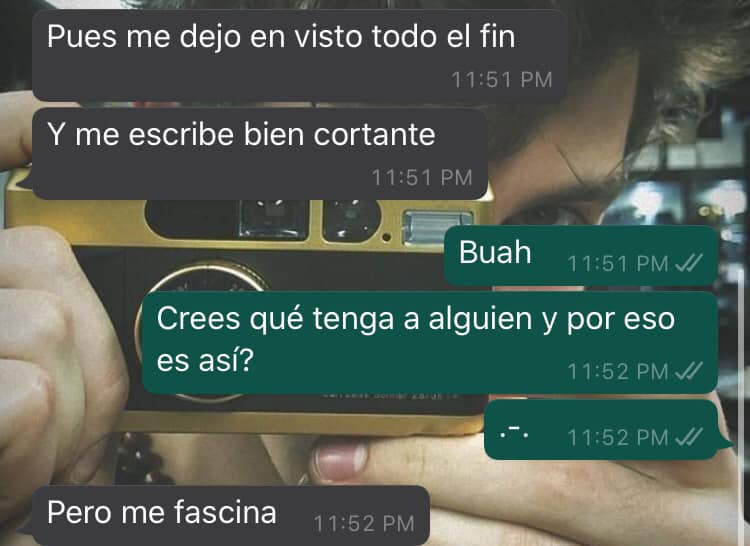 Pues me dejo en visto todo el fin
11:51 PM
Y me escribe bien cortante
11:51 PM
Buah 11:51 PM
Crees qué tenga a alguien y por eso
es así?
11:52 PM
.-. 11:52 PM
Pero me fascina 11:52 PM